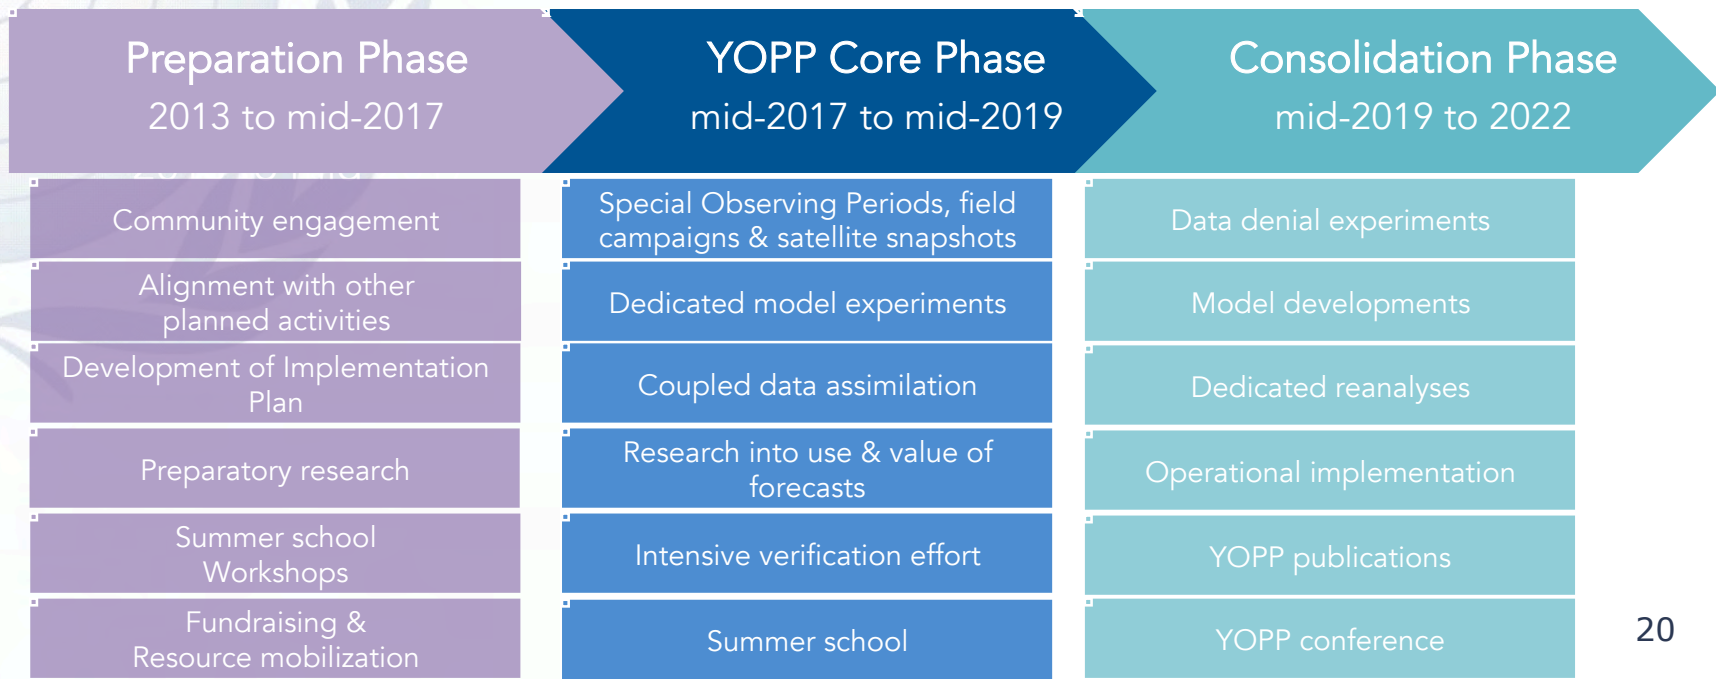 Preparation Phase
2013 to mid-2017
YOPP Core Phase
mid-2017 to mid-2019
Consolidation Phase
mid-2019 to 2022
Community engagement
Alignment with other
planned activities
Development of Implementation
Plan
Preparatory research
Summer school
Workshops
Fundraising &
Resource mobilization
Special Observing Periods, field
campaigns & satellite snapshots
Dedicated model experiments
Coupled data assimilation
Research into use & value of
forecasts
Intensive verification effort
Summer school
Data denial experiments
Model developments
Dedicated reanalyses
Operational implementation
YOPP publications
YOPP conference
20